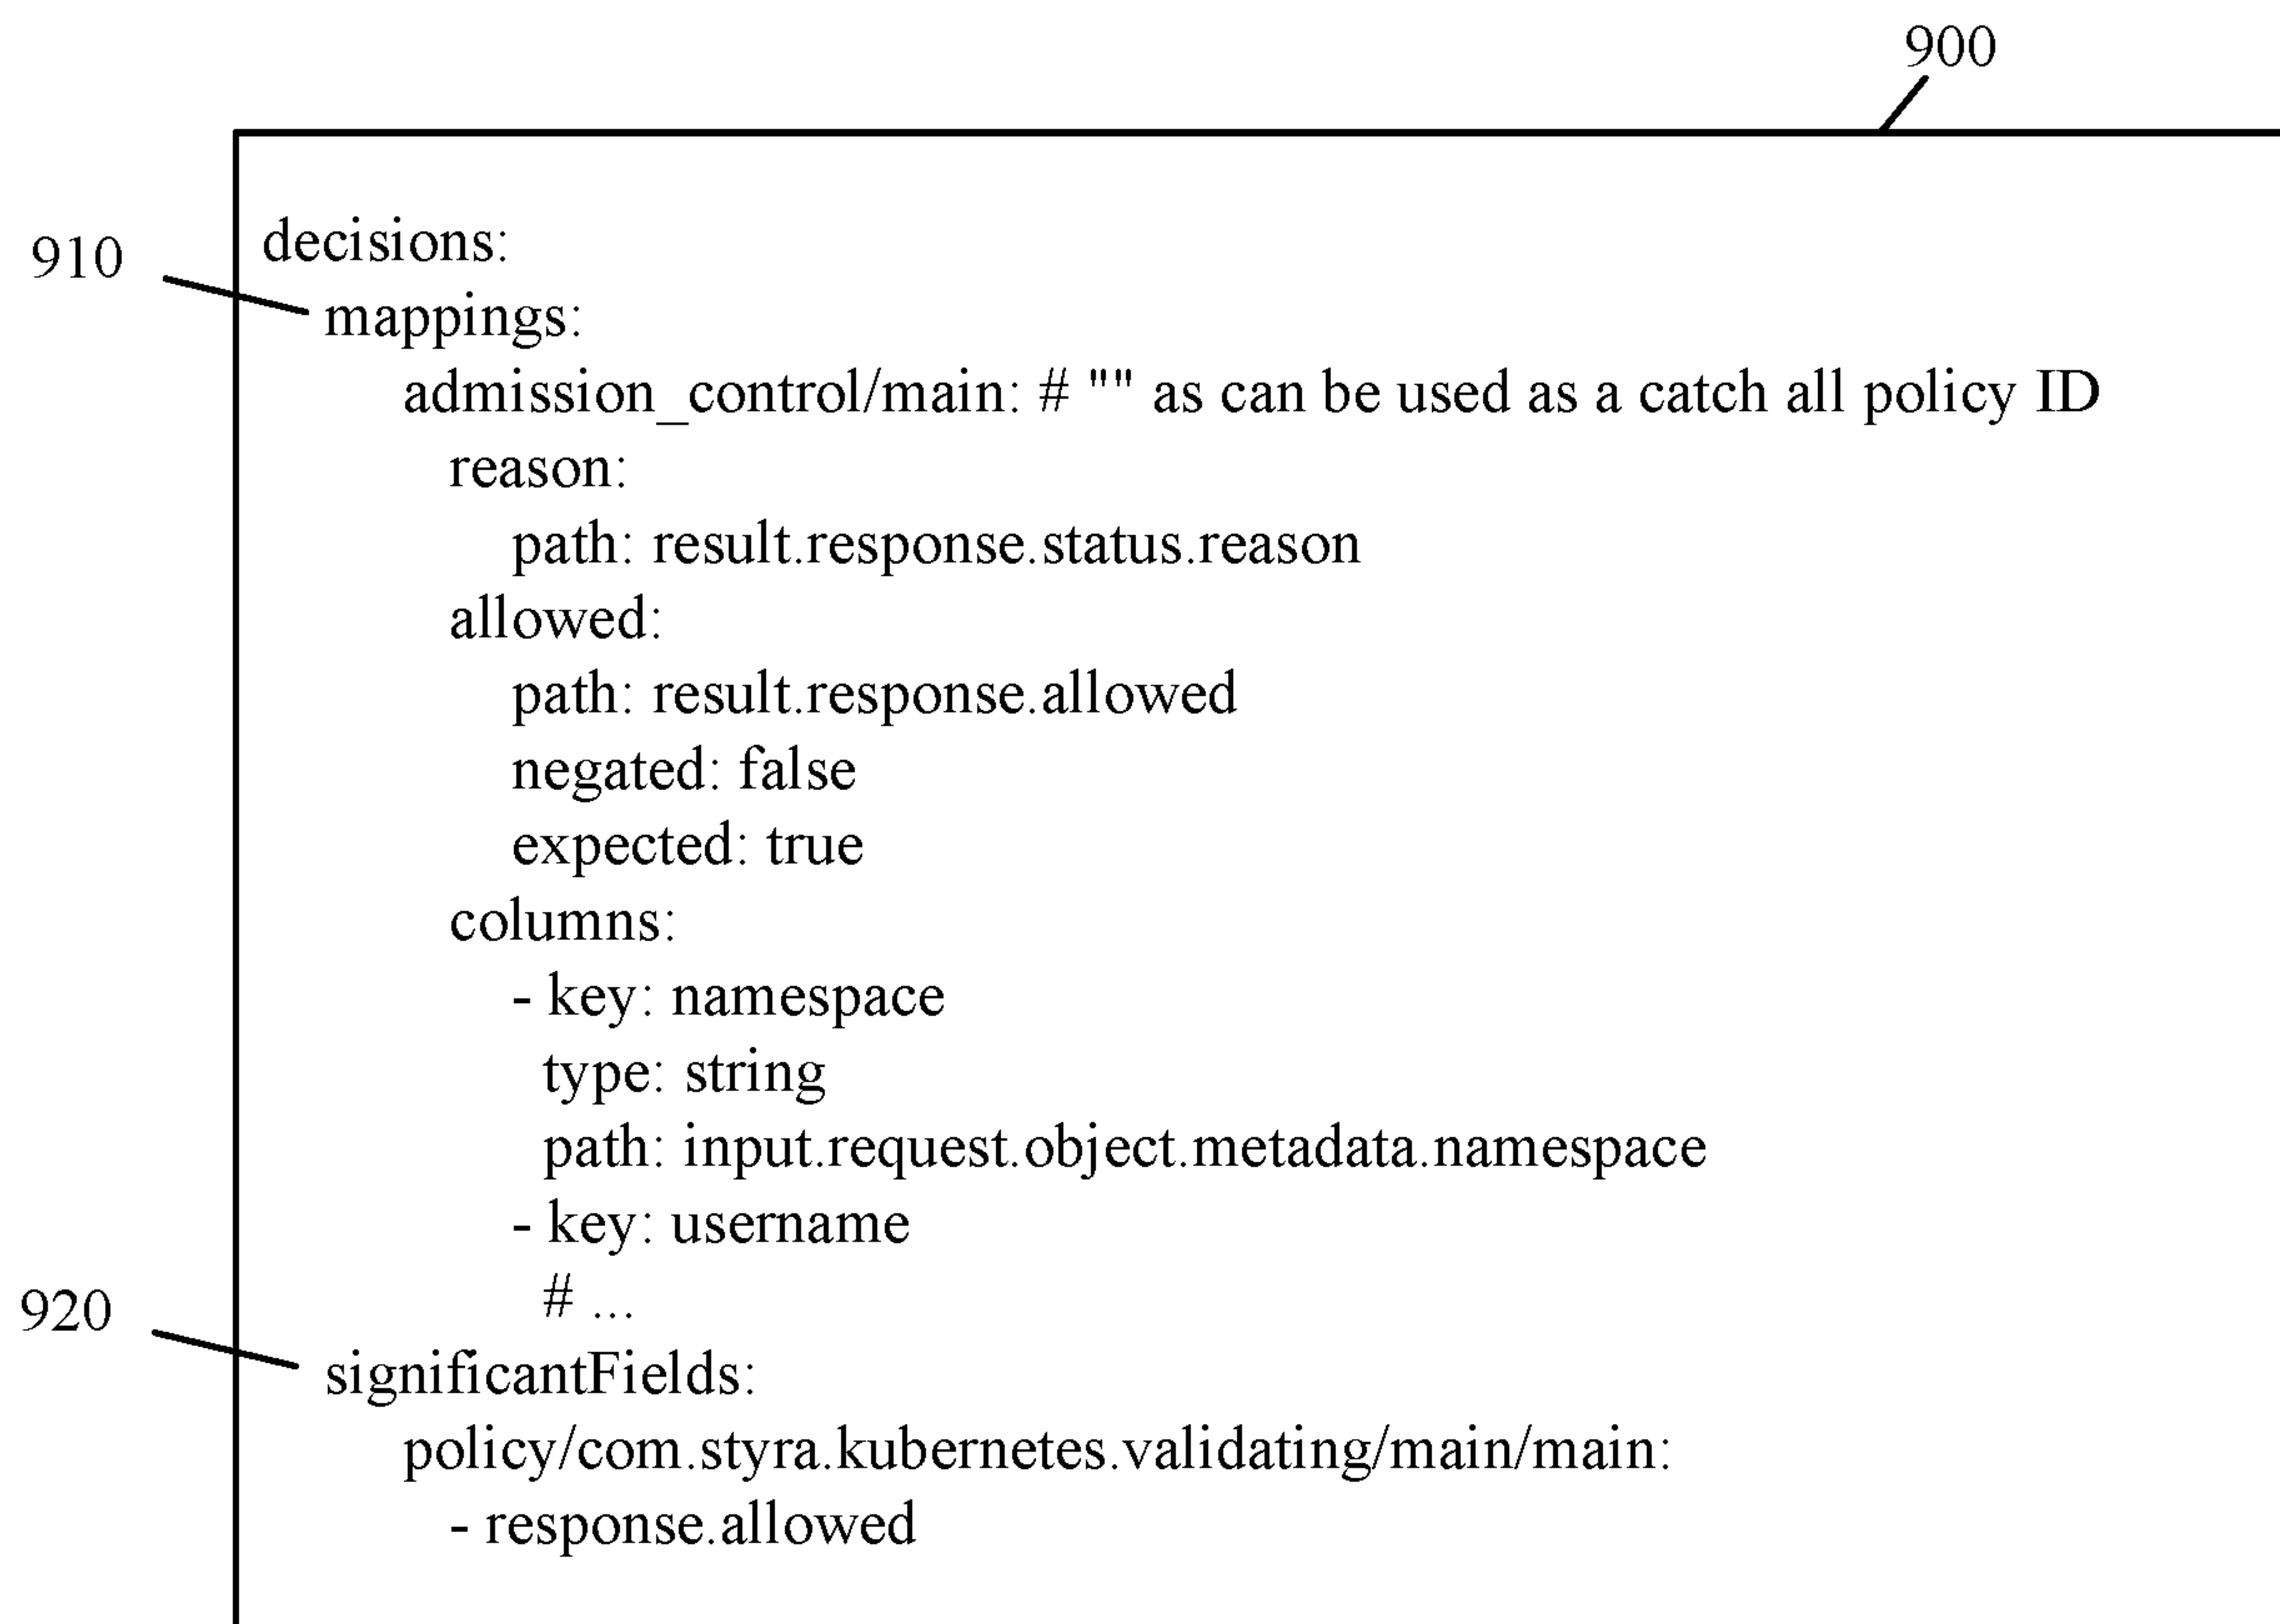 900
decisions:
910
mappings:
admission_control/main: # "" as can be used as a catch all policy ID
reason:
path: result.response.status.reason
allowed:
path: result.response.allowed
negated: false
expected: true
columns:
- key: namespace
type: string
path: input.request.object.metadata.namespace
- key: username
# ...
920
significantFields:
policy/com.styra.kubernetes.validating/main/main:
- response.allowed